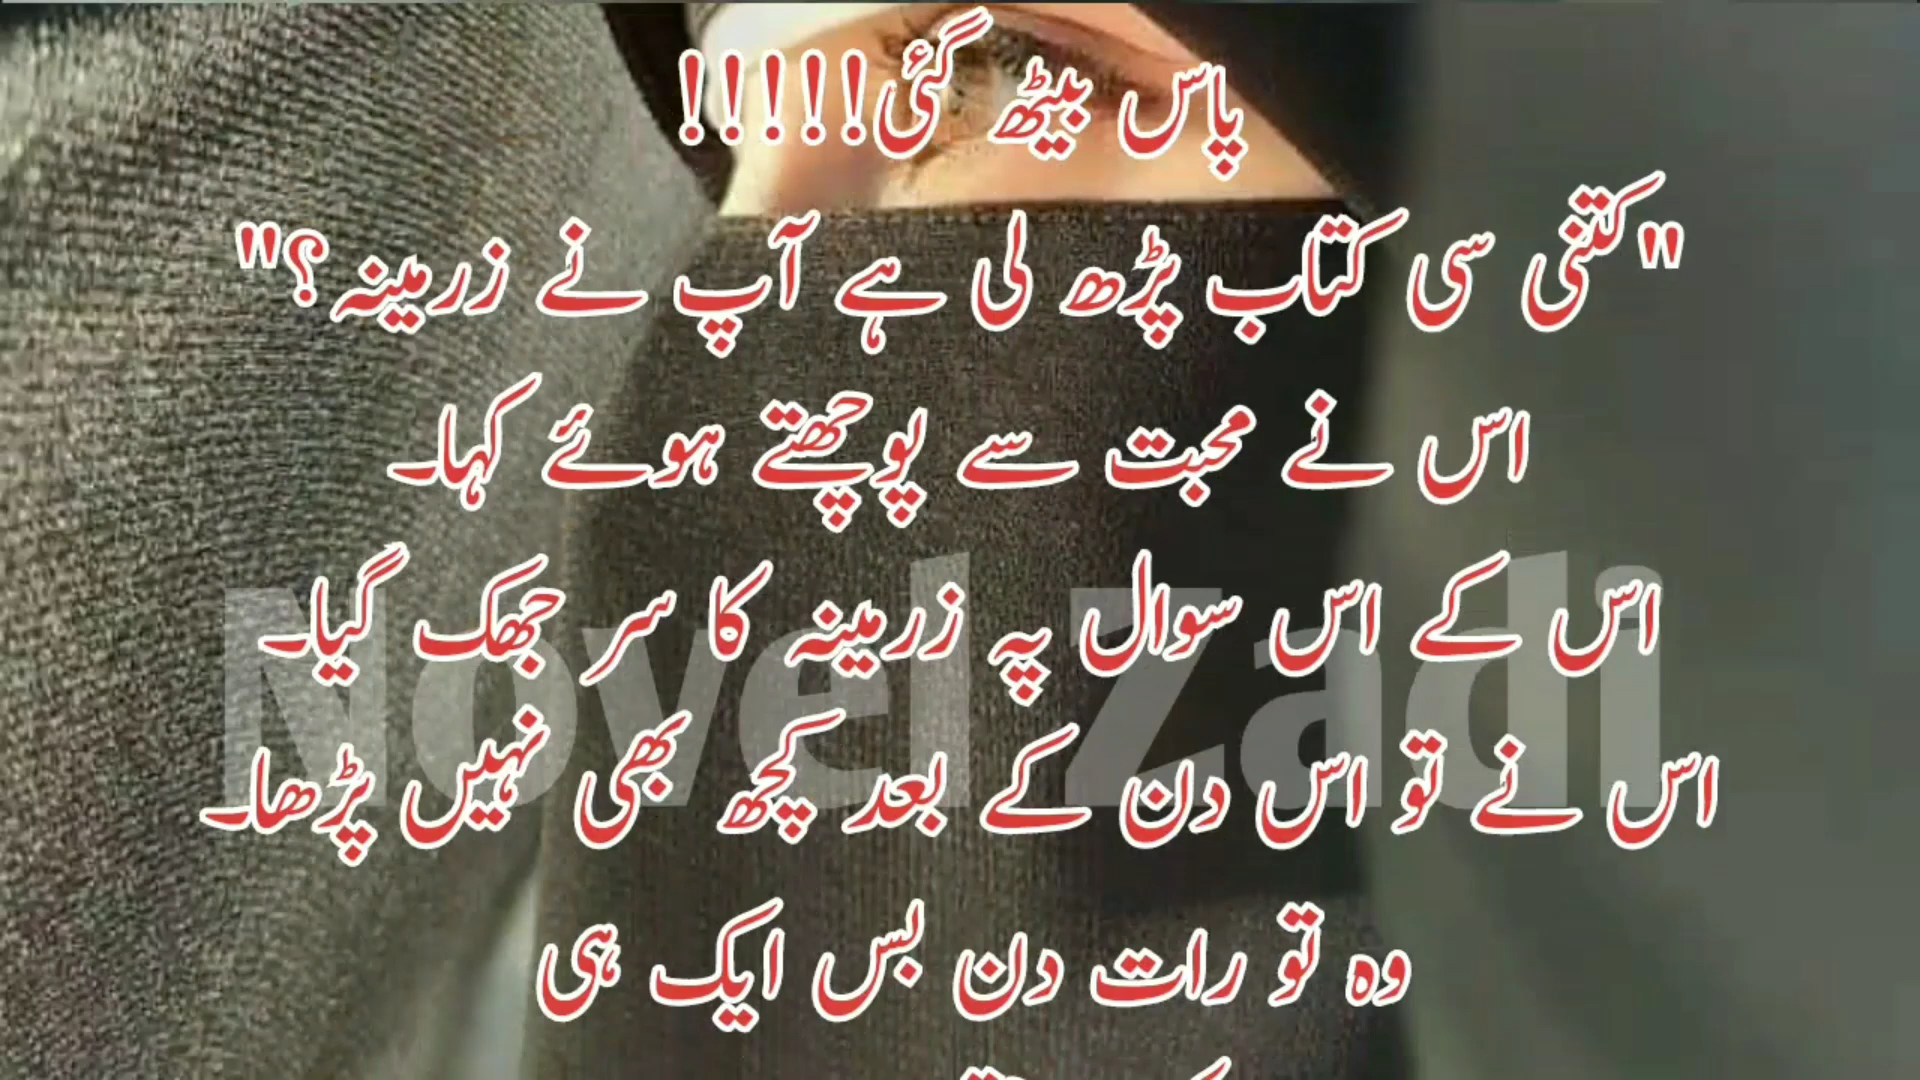 پاس بیٹھ گئی!!!!!
"کتنی سی کتاب پڑھ لی ہے آپ نے زرمینہ؟"
اس نے محبت سے پوچھتے ہوئے کہا۔
اس کے اس سوال پہ زرمینہ کا سر جھک گیا۔
Novel Zadi
اس نے تو اس دن کے بعد کچھ بھی نہیں پڑھا۔
وہ تو رات دن بس ایک ہی